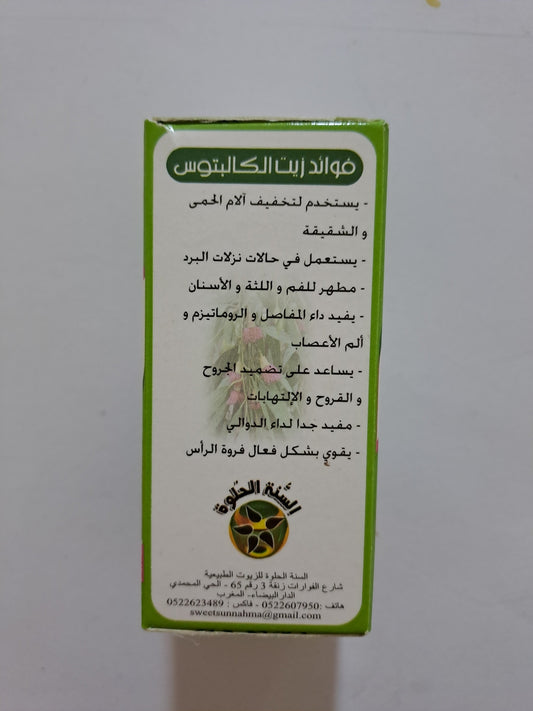 فوائد زيت الكالبتوس
- يستخدم لتخفيف آلام الحمى
و الشقيقة
- يستعمل في حالات نزلات البرد
- مطهر للفم و اللثة و الأسنان
- يفيد داء المفاصل و الروماتيزم و
ألم الأعصاب
- يساعد على تضميد الجروح
و القروح و الإلتهابات
- مفيد جدا لداء الدوالي
- يقوي بشكل فعال فروة الرأس
السنة الحلوة
السنة الحلوة للزيوت الطبيعية
شارع الفوارات زنقة 3 رقم 65 - الحي المحمدي
الدارالبيضاء- المغرب
هاتف :0522607950 - فاكس : 0522623489
sweetsunnahma@gmail.com